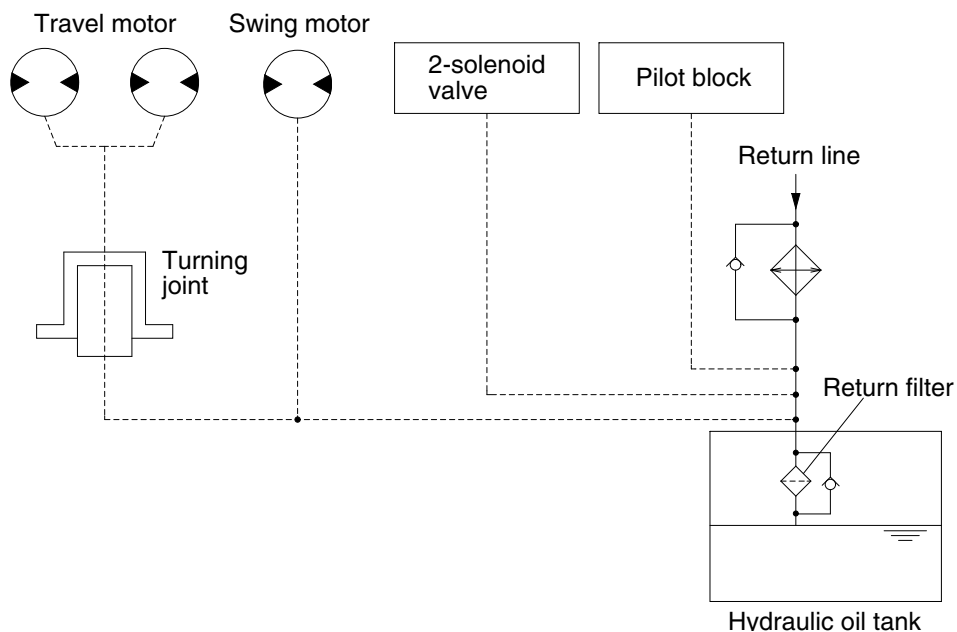 Travel motor
Swing motor
2-solenoid
valve
Pilot block
Return line
Turning
joint
Return filter
Hydraulic oil tank